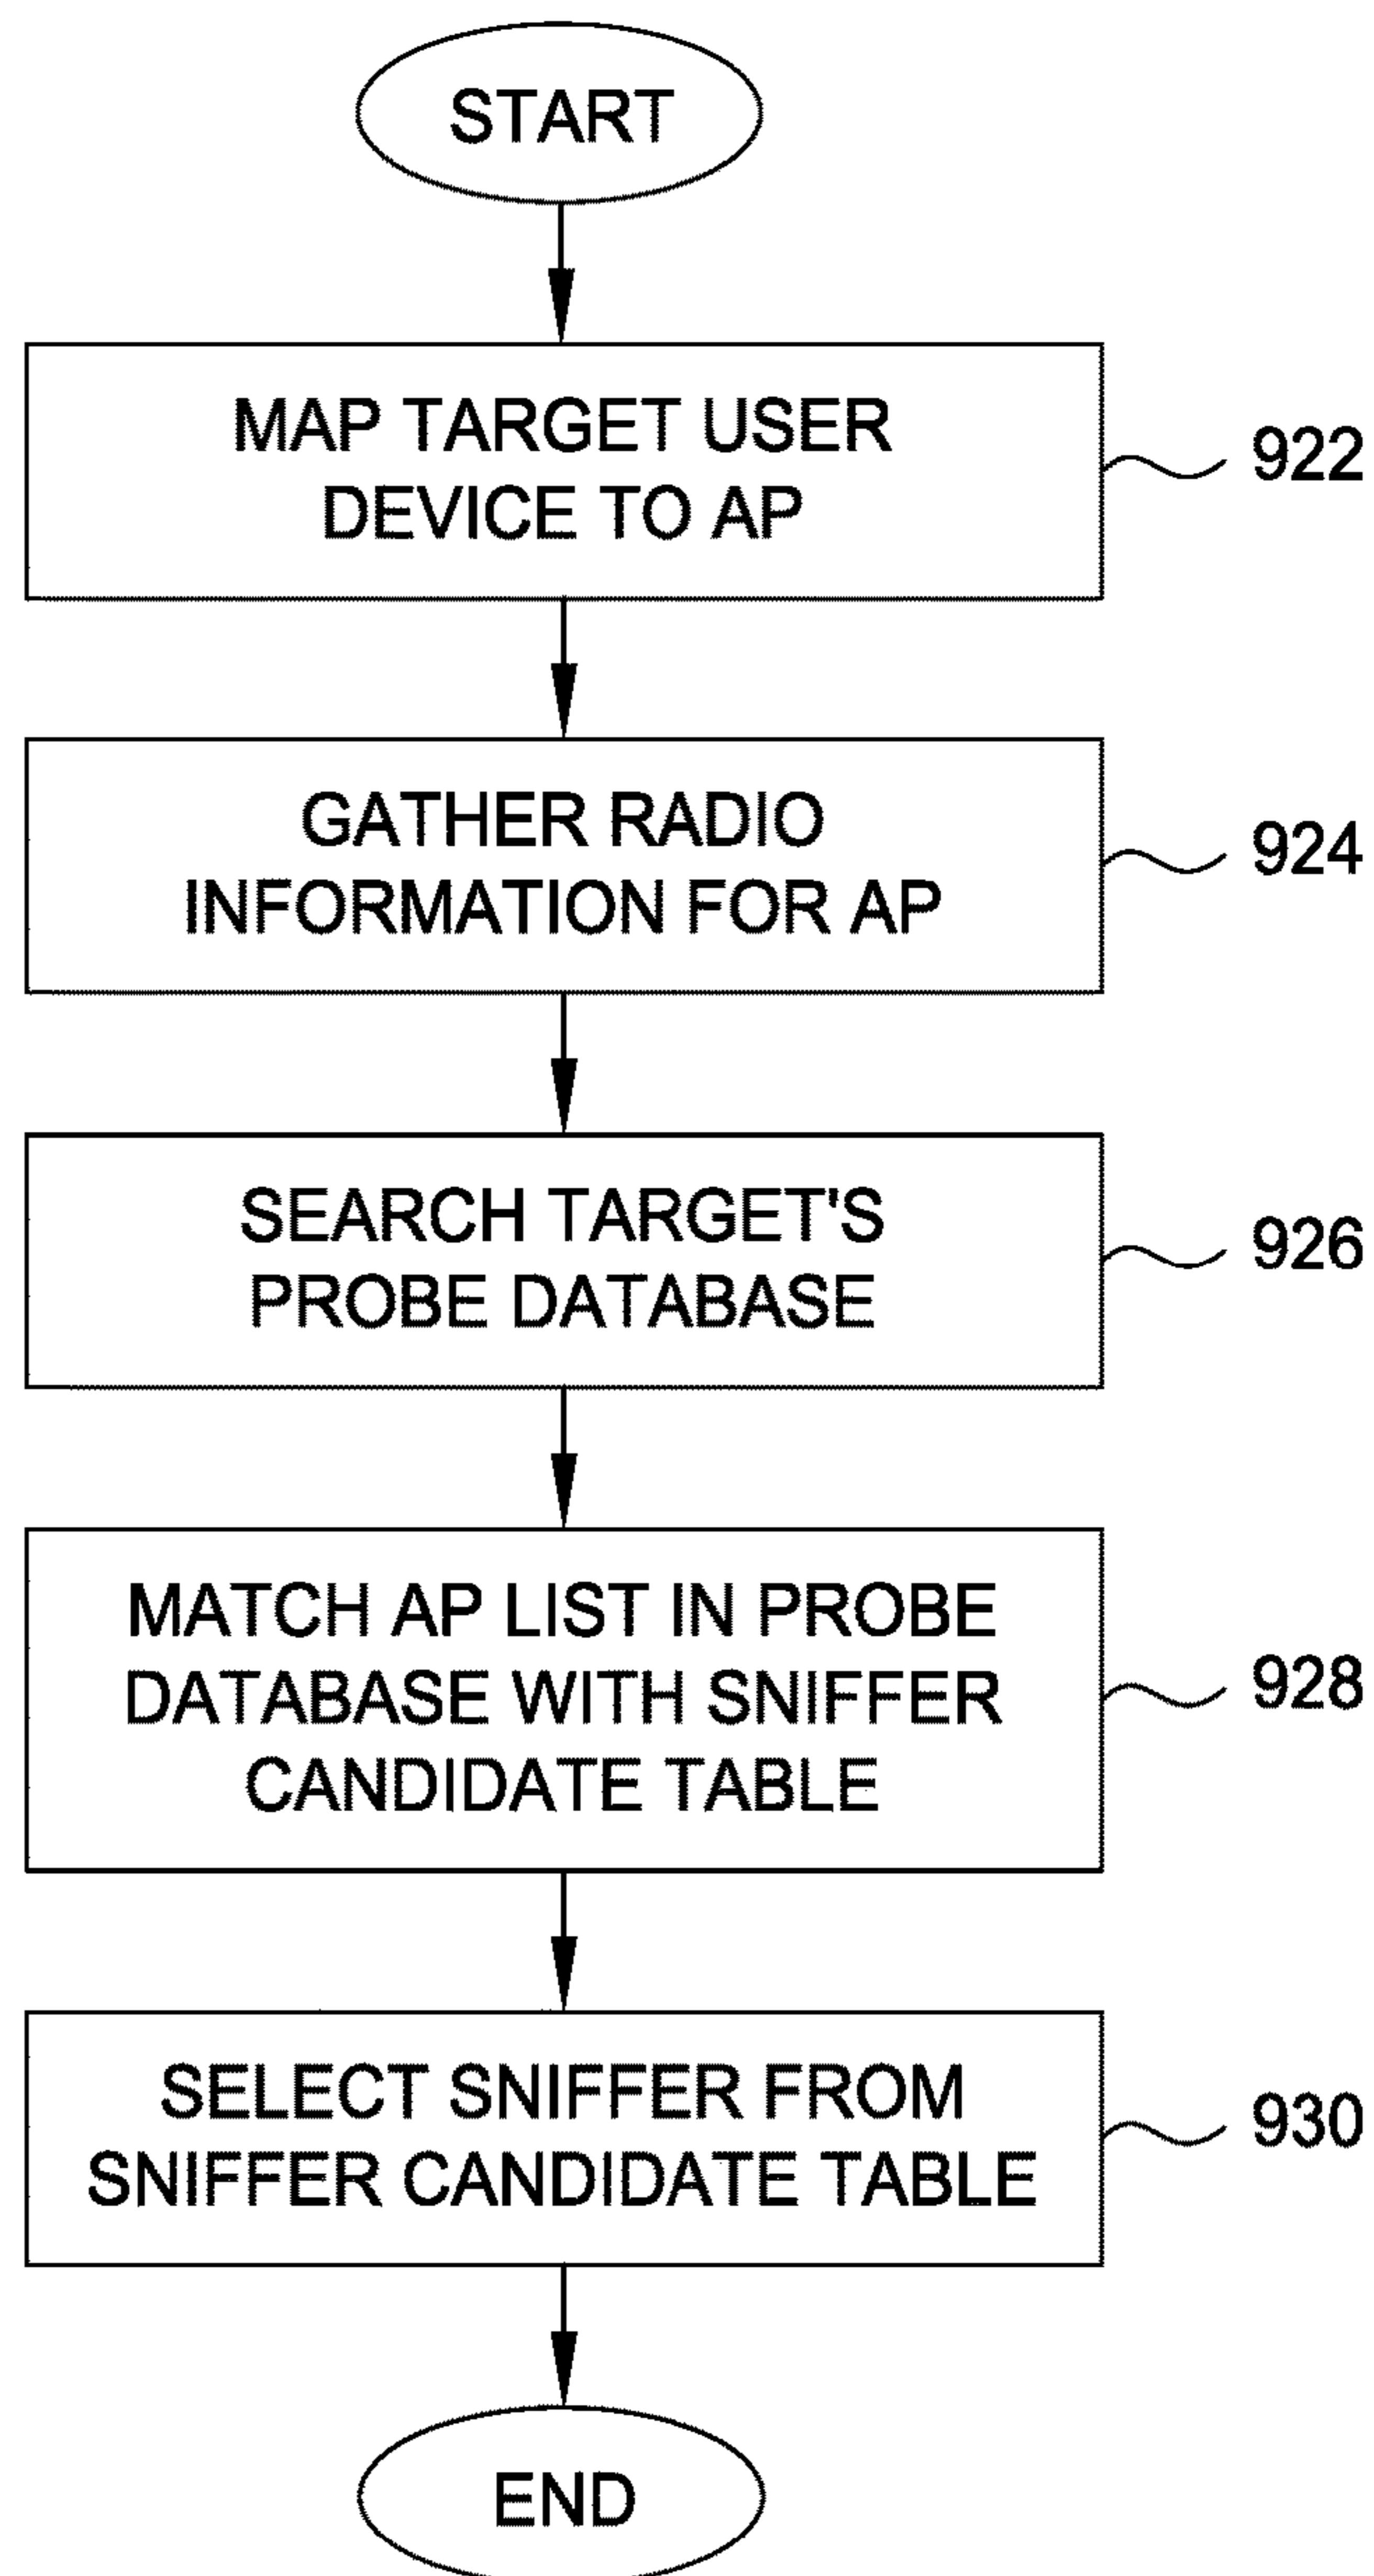 START
MAP TARGET USER
DEVICE TO AP
922
GATHER RADIO
INFORMATION FOR AP
924
SEARCH TARGET'S
PROBE DATABASE
926
MATCH AP LIST IN PROBE
DATABASE WITH SNIFFER
CANDIDATE TABLE
928
SELECT SNIFFER FROM
SNIFFER CANDIDATE TABLE
930
END